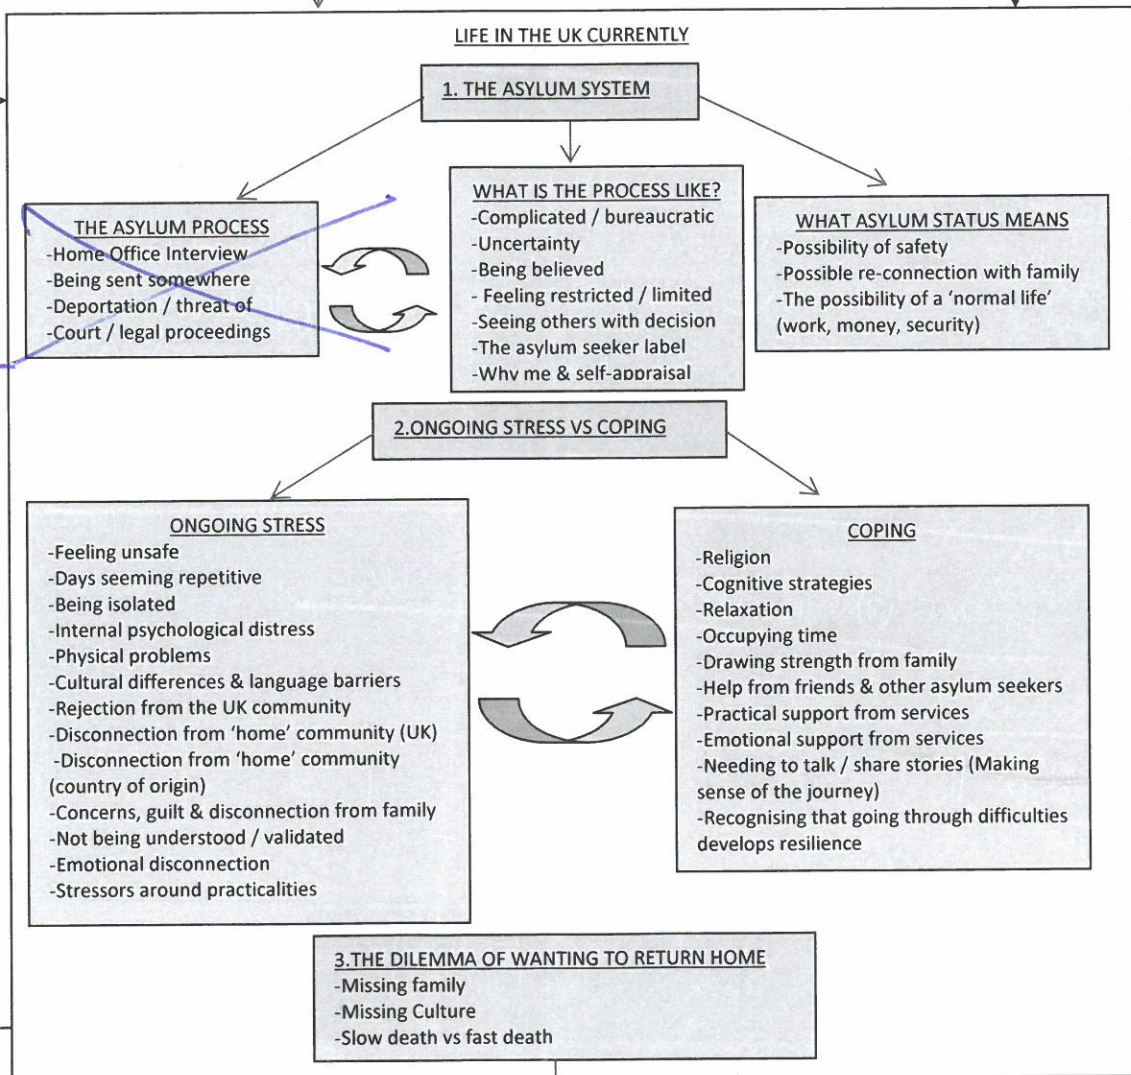 LIFE IN THE UK CURRENTLY
1. THE ASYLUM SYSTEM
THE ASYLUM PROCESS
-Home Office Interview
-Being sent somewhere
-Deportation / threat of
-Court / legal proceedings
WHAT IS THE PROCESS LIKE?
-Complicated / bureaucratic
-Uncertainty
-Being believed
- Feeling restricted / limited
-Seeing others with decision
-The asylum seeker label
-Why me & self-appraisal
WHAT ASYLUM STATUS MEANS
-Possibility of safety
-Possible re-connection with family
-The possibility of a 'normal life'
(work, money, security)
2.ONGOING STRESS VS COPING
ONGOING STRESS
-Feeling unsafe
-Days seeming repetitive
-Being isolated
-Internal psychological distress
-Physical problems
-Cultural differences & language barriers
-Rejection from the UK community
-Disconnection from 'home' community (UK)
-Disconnection from 'home' community
(country of origin)
-Concerns, guilt & disconnection from family
-Not being understood / validated
-Emotional disconnection
-Stressors around practicalities
COPING
-Religion
-Cognitive strategies
-Relaxation
-Occupying time
-Drawing strength from family
-Help from friends & other asylum seekers
-Practical support from services
-Emotional support from services
-Needing to talk / share stories (Making
sense of the journey)
-Recognising that going through difficulties
develops resilience
3.THE DILEMMA OF WANTING TO RETURN HOME
-Missing family
-Missing Culture
-Slow death vs fast death